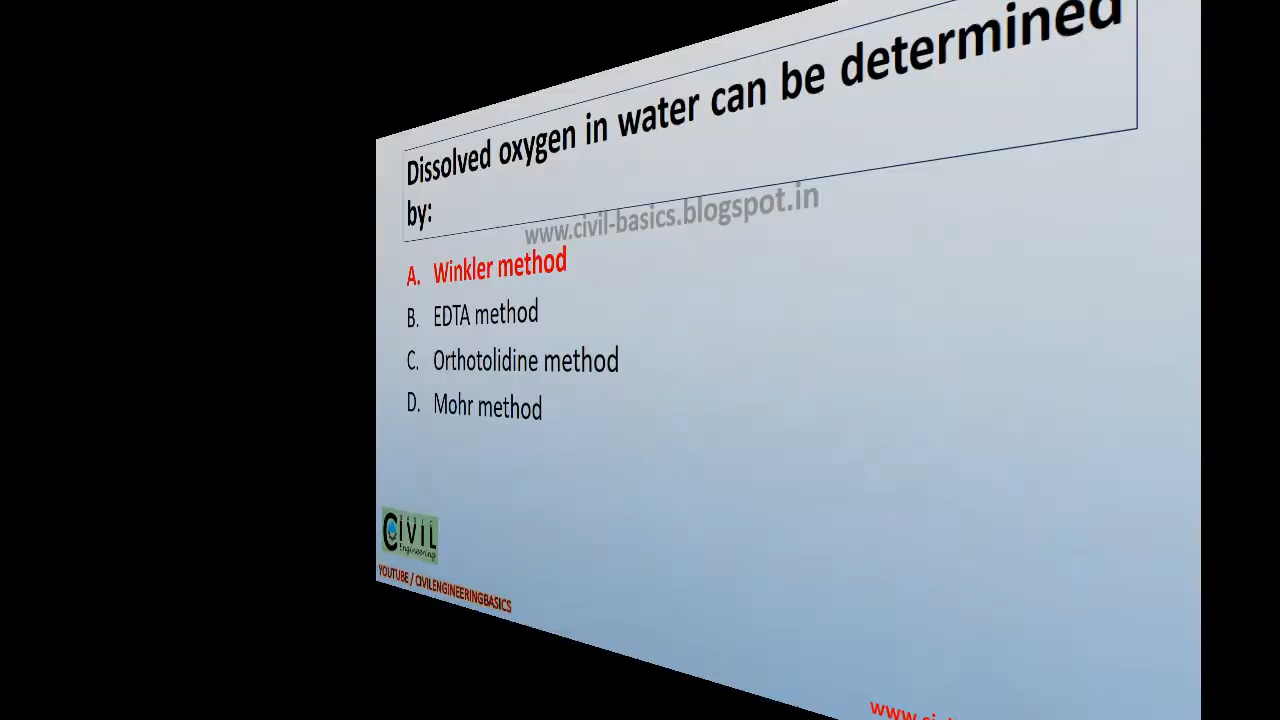 Dissolved oxygen in water can be determined
by:
www.civil-basics.blogspot.in
A. Winkler method
B. EDTA method
C. Orthotolidine method
D. Mohr method
CIVIL
Engineering
YOUTUBE / CIVILENGINEERINGBASICS